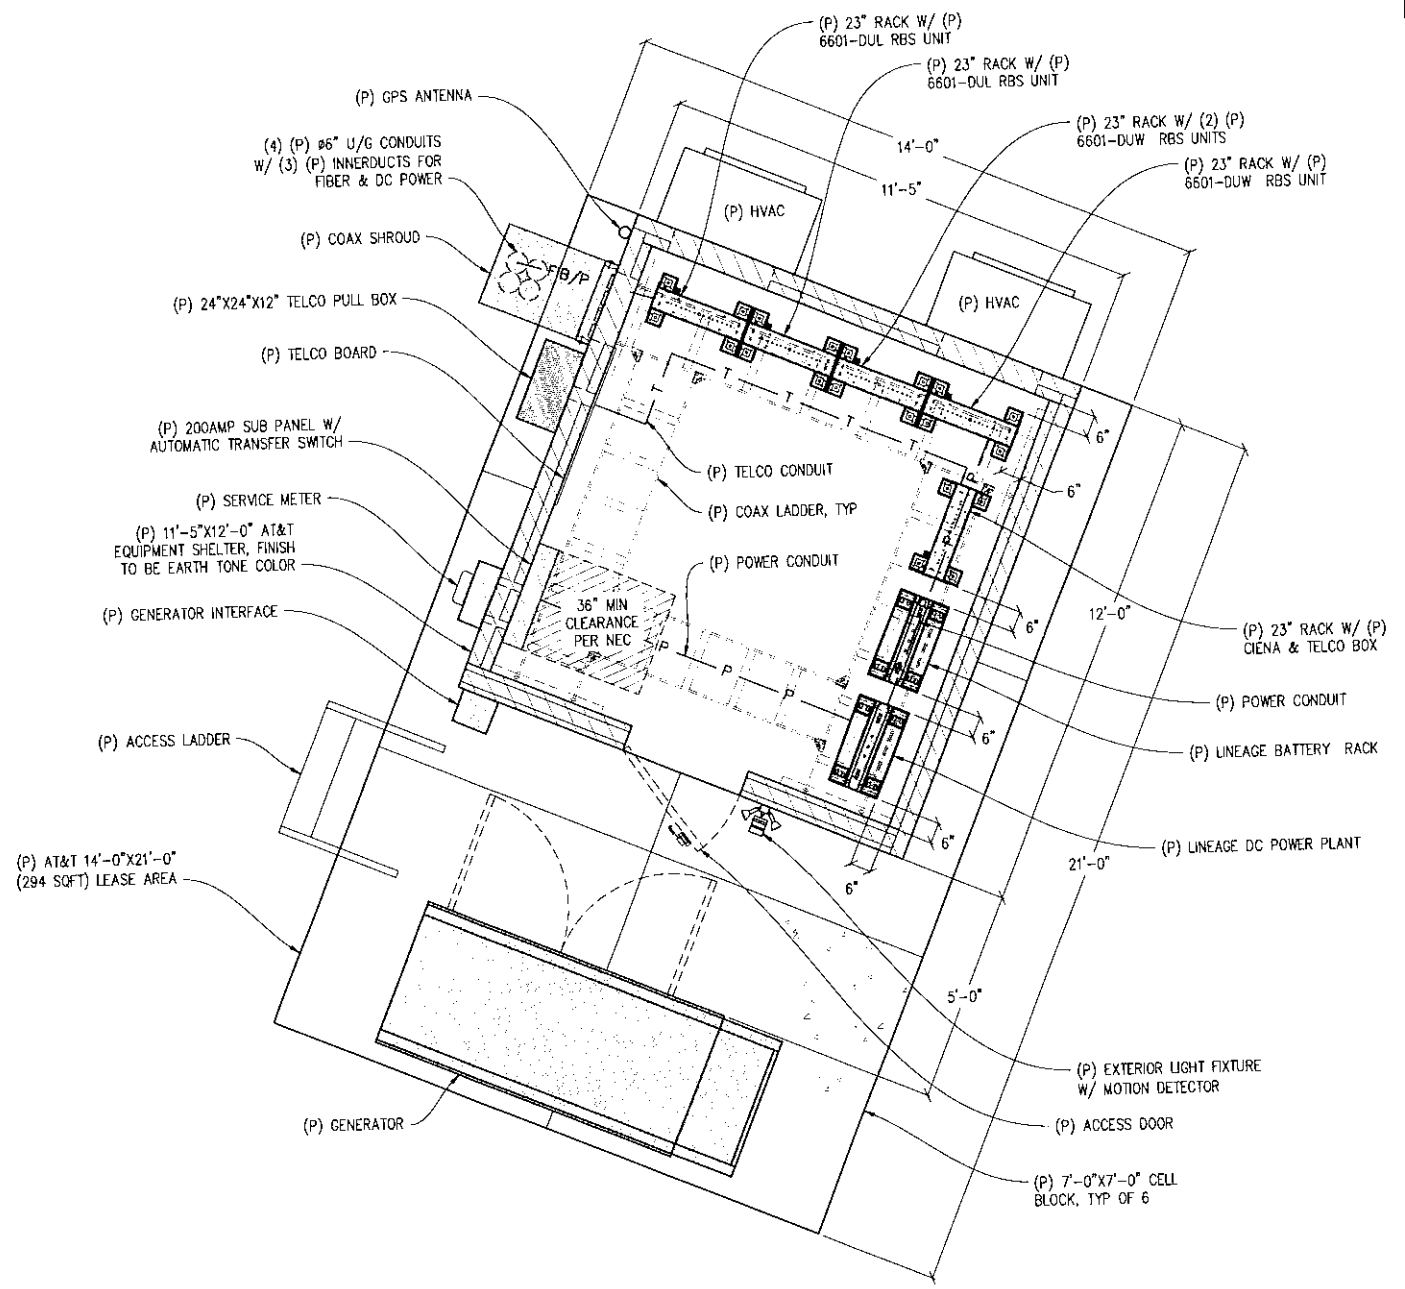 (P) 23" RACK W/ (P)
6601-DUL RBS UNIT
(P) 23" RACK W/ (P)
6601-DUL RBS UNIT
(P) 23" RACK W/ (2) (P)
6601-DUW RBS UNITS
(P) 23" RACK W/ (P)
6601-DUW RBS UNIT
14'-0"
11'-5"
(P) GPS ANTENNA
(4) (P) ø6" U/G CONDUITS
W/ (3) (P) INNERDUCTS FOR
FIBER & DC POWER
(P) COAX SHROUD
(P) 24"X24"X12" TELCO PULL BOX
(P) TELCO BOARD
(P) 200AMP SUB PANEL W/
AUTOMATIC TRANSFER SWITCH
(P) SERVICE METER
(P) 11'-5"X12'-0" AT&T
EQUIPMENT SHELTER, FINISH
TO BE EARTH TONE COLOR
(P) GENERATOR INTERFACE
(P) ACCESS LADDER
(P) AT&T 14'-0"X21'-0"
(294 SQFT) LEASE AREA
(P) GENERATOR
(P) HVAC
(P) HVAC
FIB/P
T
T
T
T
T
(P) TELCO CONDUIT
(P) COAX LADDER, TYP
(P) POWER CONDUIT
36" MIN
CLEARANCE
PER NEC
P
P
P
P
P
6"
6"
6"
6"
6"
6"
12'-0"
21'-0"
5'-0"
(P) 23" RACK W/ (P)
CIENA & TELCO BOX
(P) POWER CONDUIT
(P) LINEAGE BATTERY RACK
(P) LINEAGE DC POWER PLANT
(P) EXTERIOR LIGHT FIXTURE
W/ MOTION DETECTOR
(P) ACCESS DOOR
(P) 7'-0"X7'-0" CELL
BLOCK, TYP OF 6